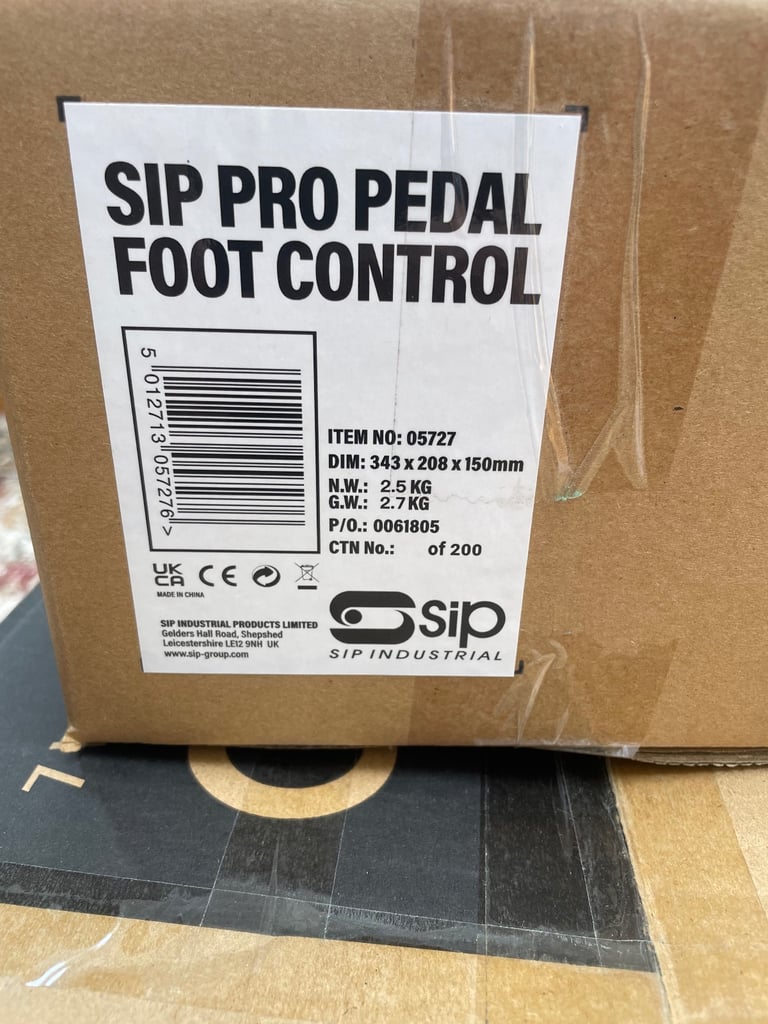 SIP PRO PEDAL
FOOT CONTROL
5 012713 057276 >
ITEM NO: 05727
DIM: 343 x 208 x 150mm
N.W.: 2.5 KG
G.W.: 2.7 KG
P/O.: 0061805
CTN No.: of 200
UK
CA
CE
MADE IN CHINA
SIP INDUSTRIAL PRODUCTS LIMITED
Gelders Hall Road, Shepshed
Leicestershire LE12 9NH UK
www.sip-group.com
sip
SIP INDUSTRIAL